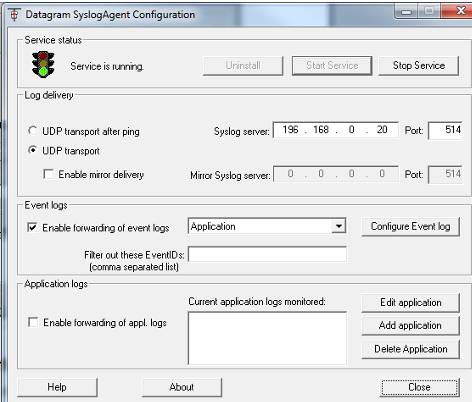 Datagram SyslogAgent Configuration
Service status
Service is running.
Uninstall
Start Service
Stop Service
Log delivery
UDP transport after ping
Syslog server: 196 . 168 . 0 . 20 Port: 514
UDP transport
Enable mirror delivery
Mirror Syslog server: 0 . 0 . 0 . 0 Port: 514
Event logs
Enable forwarding of event logs
Application
Configure Event log
Filter out these EventIDs:
(comma separated list)
Application logs
Current application logs monitored:
Enable forwarding of appl. logs
Edit application
Add application
Delete Application
Help
About
Close